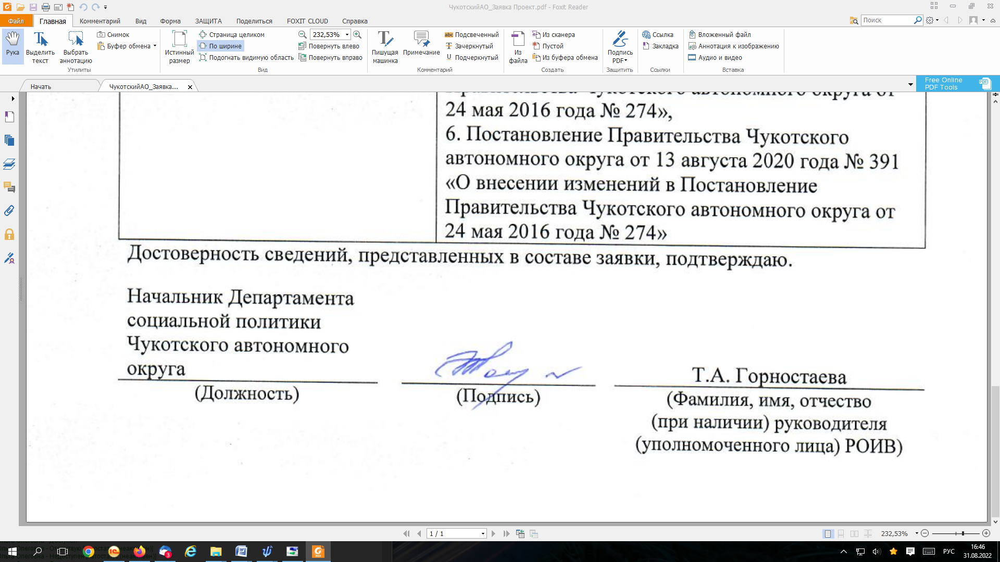 ЧукотскийАО_Заявка Проект.pdf - Foxit Reader
Файл Главная Комментарий Вид Форма ЗАЩИТА Поделиться FOXIT CLOUD Справка
Поиск
Рука
Выделить текст
Выбрать аннотацию
Снимок
Буфер обмена
Утилиты
Истинный размер
Страница целиком
По ширине
Подогнать видимую область
232,53%
Повернуть влево
Повернуть вправо
Вид
Пишущая машинка
Примечание
Подсвеченный
Зачеркнутый
Подчеркнутый
Комментарий
Из файла
Из сканера
Пустой
Из буфера обмена
Создать
Подпись PDF
Защитить
Ссылка
Закладка
Ссылки
Вложенный файл
Аннотация к изображению
Аудио и видео
Вставка
Начать
ЧукотскийАО_Заявка...
Free Online
PDF Tools
Правительства Чукотского автономного округа от
24 мая 2016 года № 274»,
6. Постановление Правительства Чукотского
автономного округа от 13 августа 2020 года № 391
«О внесении изменений в Постановление
Правительства Чукотского автономного округа от
24 мая 2016 года № 274»
Достоверность сведений, представленных в составе заявки, подтверждаю.
Начальник Департамента
социальной политики
Чукотского автономного
округа
(Должность)
(Подпись)
Т.А. Горностаева
(Фамилия, имя, отчество
(при наличии) руководителя
(уполномоченного лица) РОИВ)
1 / 1
232,53%
РУС
16:46
31.08.2022